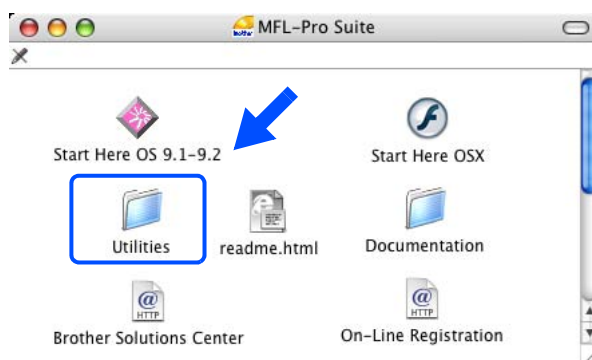 MFL-Pro Suite
Start Here OS 9.1-9.2
Start Here OSX
Utilities
readme.html
Documentation
@
HTTP
Brother Solutions Center
@
HTTP
On-Line Registration